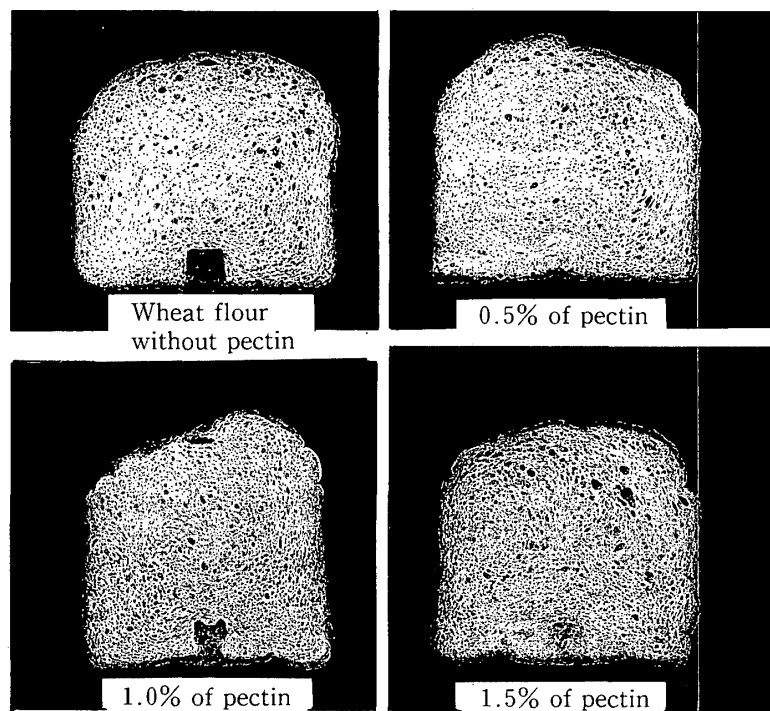 Wheat flour
without pectin
0.5% of pectin
1.0% of pectin
1.5% of pectin